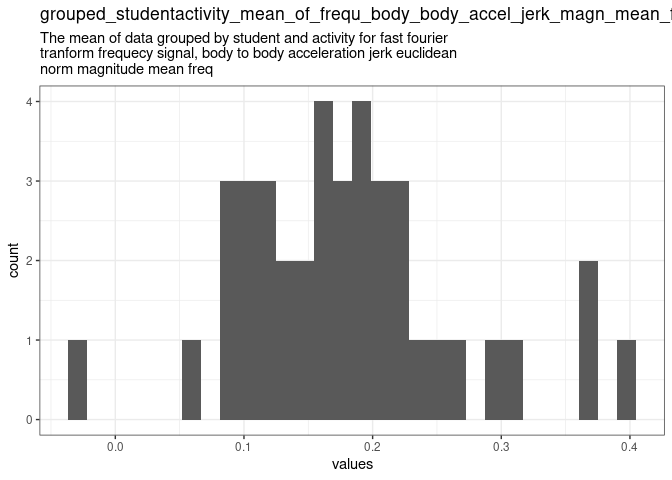 grouped_studentactivity_mean_of_frequ_body_body_accel_jerk_magn_mean_
The mean of data grouped by student and activity for fast fourier
tranform frequecy signal, body to body acceleration jerk euclidean
norm magnitude mean freq
4
3
2
1
0
count
0.0 0.1 0.2 0.3 0.4
values